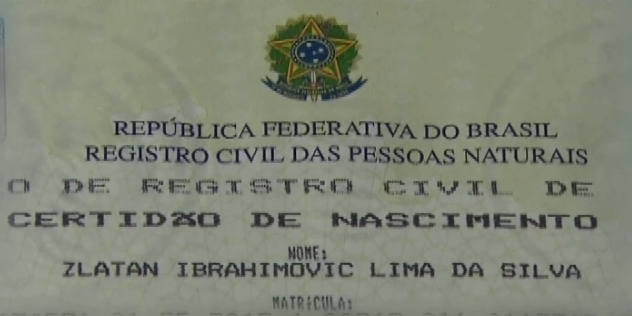 REPÚBLICA FEDERATIVA DO BRASIL
REGISTRO CIVIL DAS PESSOAS NATURAIS
O DE REGISTRO CIVIL DE
CERTIDÃO DE NASCIMENTO
NOME:
ZLATAN IBRAHIMOVIC LIMA DA SILVA
MATRÍCULA: